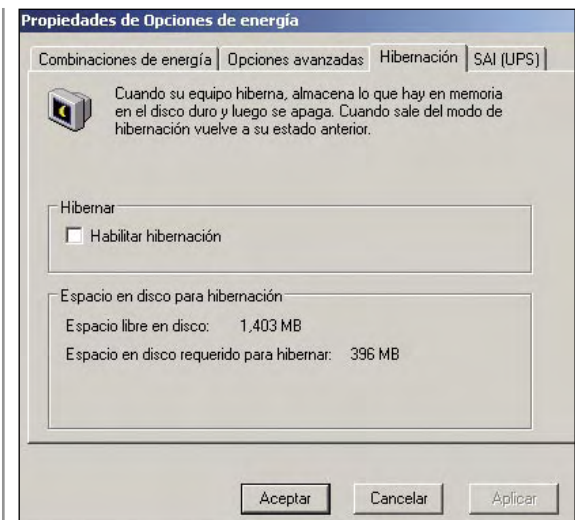 Propiedades de Opciones de energía
Combinaciones de energía Opciones avanzadas Hibernación SAI (UPS)
Cuando su equipo hiberna, almacena lo que hay en memoria
en el disco duro y luego se apaga. Cuando sale del modo de
hibernación vuelve a su estado anterior.
Hibernar
Habilitar hibernación
Espacio en disco para hibernación
Espacio libre en disco: 1,403 MB
Espacio en disco requerido para hibernar: 396 MB
Aceptar Cancelar Aplicar